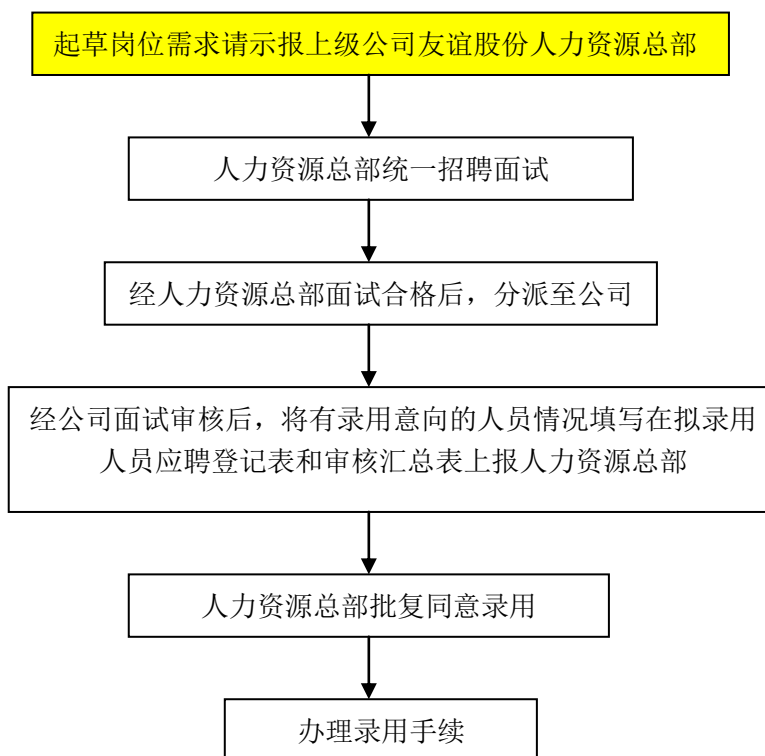 起草岗位需求请示报上级公司友谊股份人力资源总部
人力资源总部统一招聘面试
经人力资源总部面试合格后，分派至公司
经公司面试审核后，将有录用意向的人员情况填写在拟录用
人员应聘登记表和审核汇总表上报人力资源总部
人力资源总部批复同意录用
办理录用手续